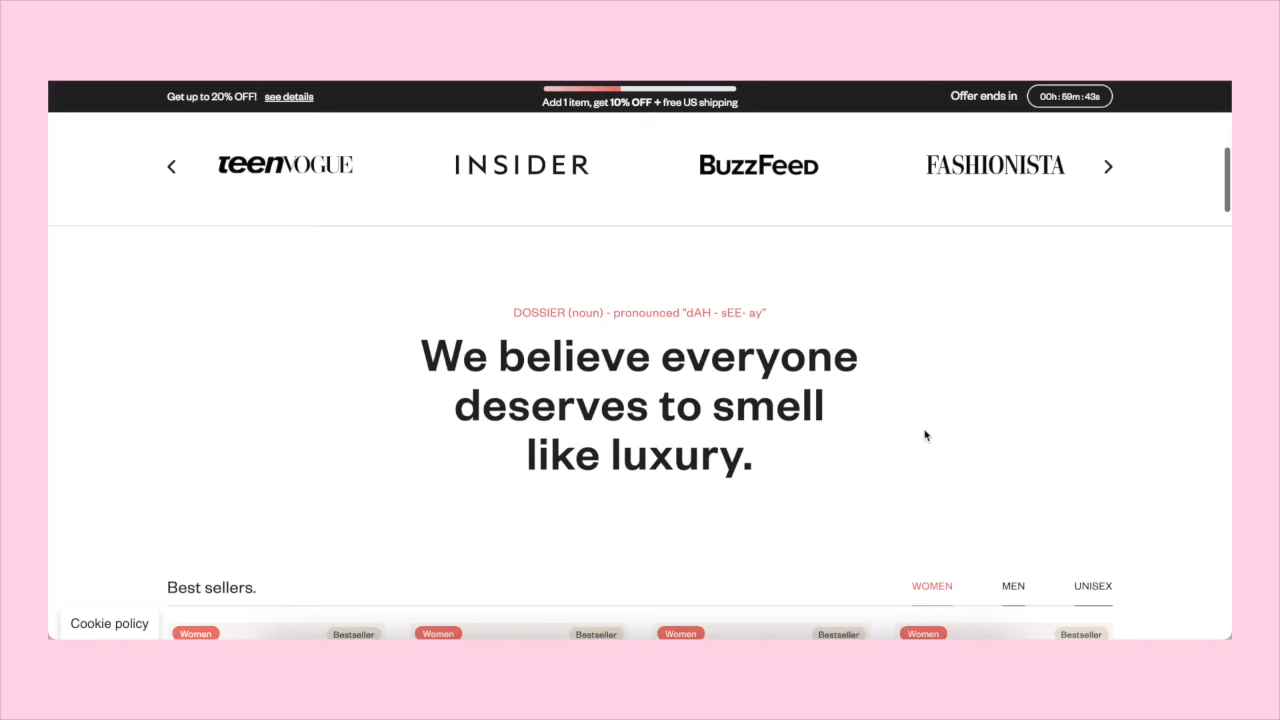 Get up to 20% OFF! see details
Add 1 item, get 10% OFF + free US shipping
Offer ends in 00h : 59m : 43s
teenVOGUE INSIDER BuzzFeed FASHIONISTA
DOSSIER (noun) - pronounced "dAH - sEE- ay"
We believe everyone
deserves to smell
like luxury.
Best sellers. WOMEN MEN UNISEX
Cookie policy
Women Bestseller Women Bestseller Women Bestseller Women Bestseller